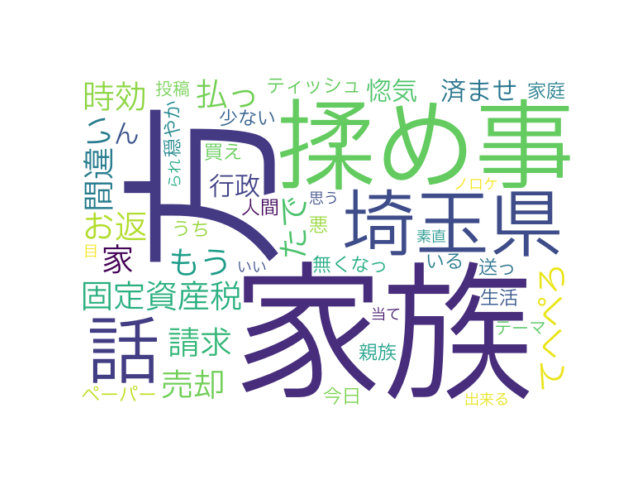 時効
投稿
払っ
ティッシュ
惚気
済ませ
家庭
間違い
ん
穏やか
られ
方
少ない
揉め事
買え
行政
人間
思う
ノロケ
お返
たで
悪
埼玉県
うち
素直
目
家
もう
いい
無くなっ
いる
送っ
固定資産税
家族
生活
てくぺろ
当て
テーマ
話
請求
親族
売却
ペーパー
今日
出来る